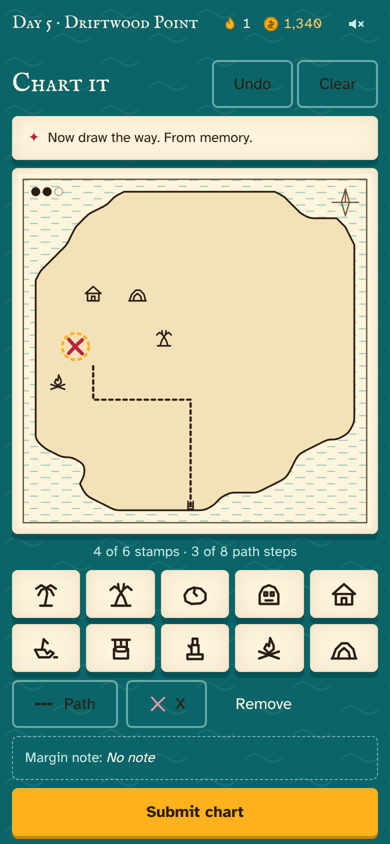 Day 5 · Driftwood Point 1 1,340
Chart it Undo Clear
Now draw the way. From memory.
4 of 6 stamps · 3 of 8 path steps
Path X Remove
Margin note: No note
Submit chart